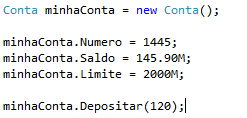 Conta minhaConta = new Conta();
minhaConta.Numero = 1445;
minhaConta.Saldo = 145.90M;
minhaConta.Limite = 2000M;
minhaConta.Depositar(120);